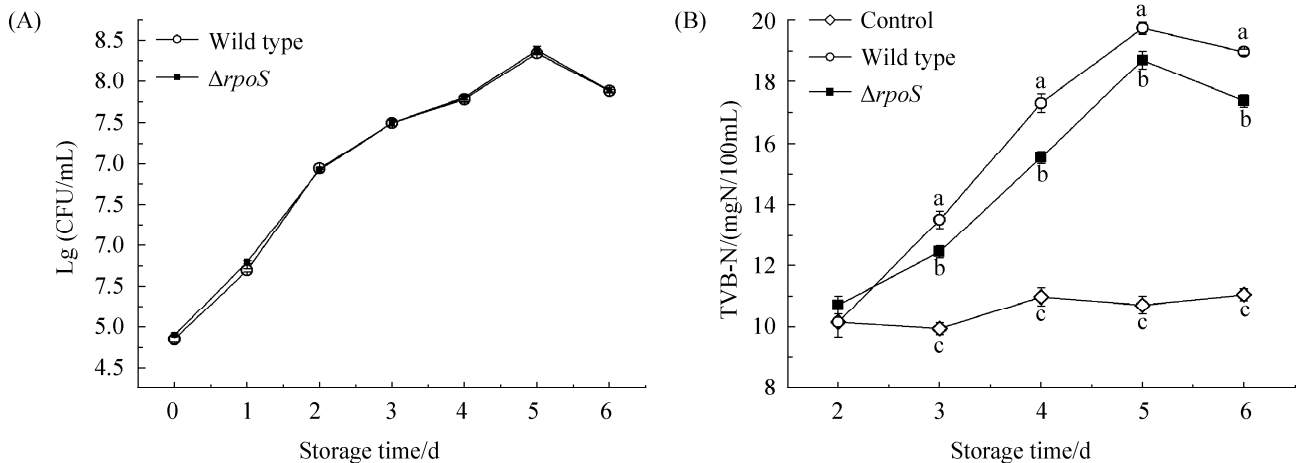 (A)
Wild type
ΔrpoS
8.5
8.0
7.5
7.0
7.5
7.0
7.5
5.0
4.5
Lg (CFU/mL)
0 1 2 3 4 5 6
Storage time/d
(B)
Control
Wild type
ΔrpoS
20
18
16
14
12
10
8
TVB-N/(mgN/100mL)
a
a
a
a
b
b
b
b
c
c
c
c
2 3 4 5 6
Storage time/d